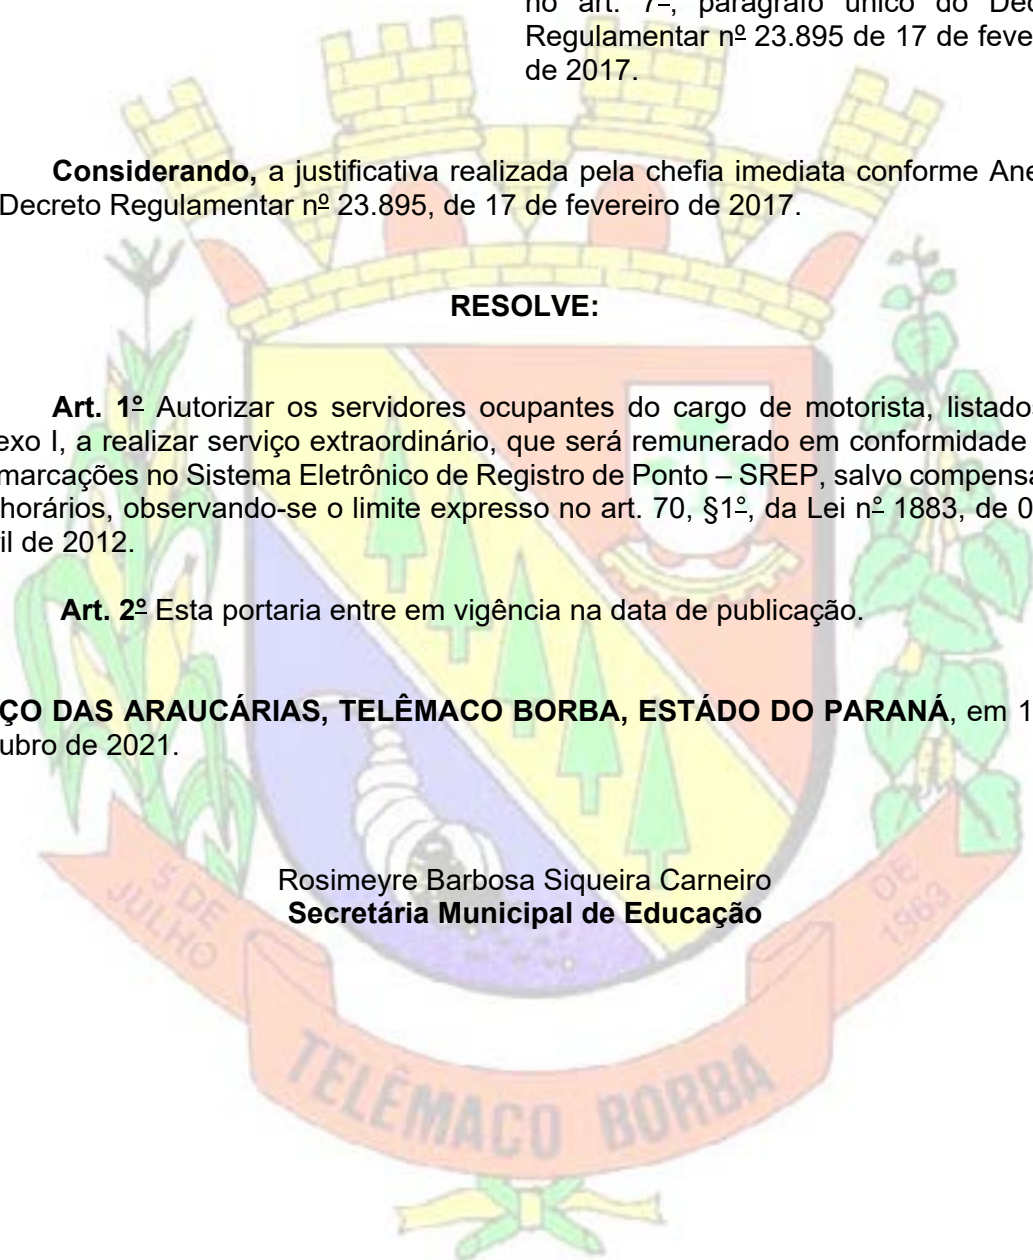 no art. 7º, parágrafo único do Dec
Regulamentar nº 23.895 de 17 de feve
de 2017.
Considerando, a justificativa realizada pela chefia imediata conforme Ane
Decreto Regulamentar nº 23.895, de 17 de fevereiro de 2017.
RESOLVE:
Art. 1º Autorizar os servidores ocupantes do cargo de motorista, listado
exo I, a realizar serviço extraordinário, que será remunerado em conformidade
marcações no Sistema Eletrônico de Registro de Ponto – SREP, salvo compensa
horários, observando-se o limite expresso no art. 70, §1º, da Lei nº 1883, de 0
il de 2012.
Art. 2º Esta portaria entre em vigência na data de publicação.
ÇO DAS ARAUCÁRIAS, TELÊMACO BORBA, ESTÁDO DO PARANÁ, em 1
ubro de 2021.
Rosimeyre Barbosa Siqueira Carneiro
Secretária Municipal de Educação
5 DE
JULHO
DE
1963
TELÊMACO BORBA